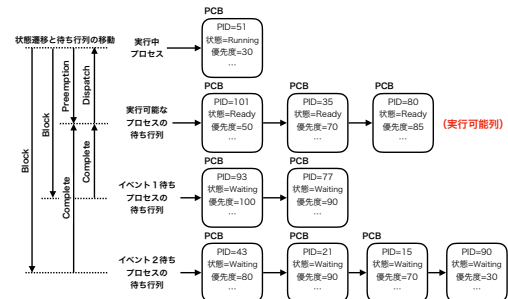 PCB
状態遷移と待ち行列の移動
実行中
プロセス
PID=51
状態=Running
優先度=30
...
Block
Block
Preemption
Dispatch
Complete
Complete
PCB
PCB
PCB
実行可能な
プロセスの
待ち行列
PID=101
状態=Ready
優先度=50
...
PID=35
状態=Ready
優先度=70
...
PID=80
状態=Ready
優先度=85
...
(実行可能列)
PCB
PCB
イベント1待ち
プロセスの
待ち行列
PID=93
状態=Waiting
優先度=100
...
PID=77
状態=Waiting
優先度=90
...
PCB
PCB
PCB
イベント2待ち
プロセスの
待ち行列
PID=43
状態=Waiting
優先度=80
...
PID=21
状態=Waiting
優先度=90
...
PID=15
状態=Waiting
優先度=70
...
PID=90
状態=Waiting
優先度=30
...